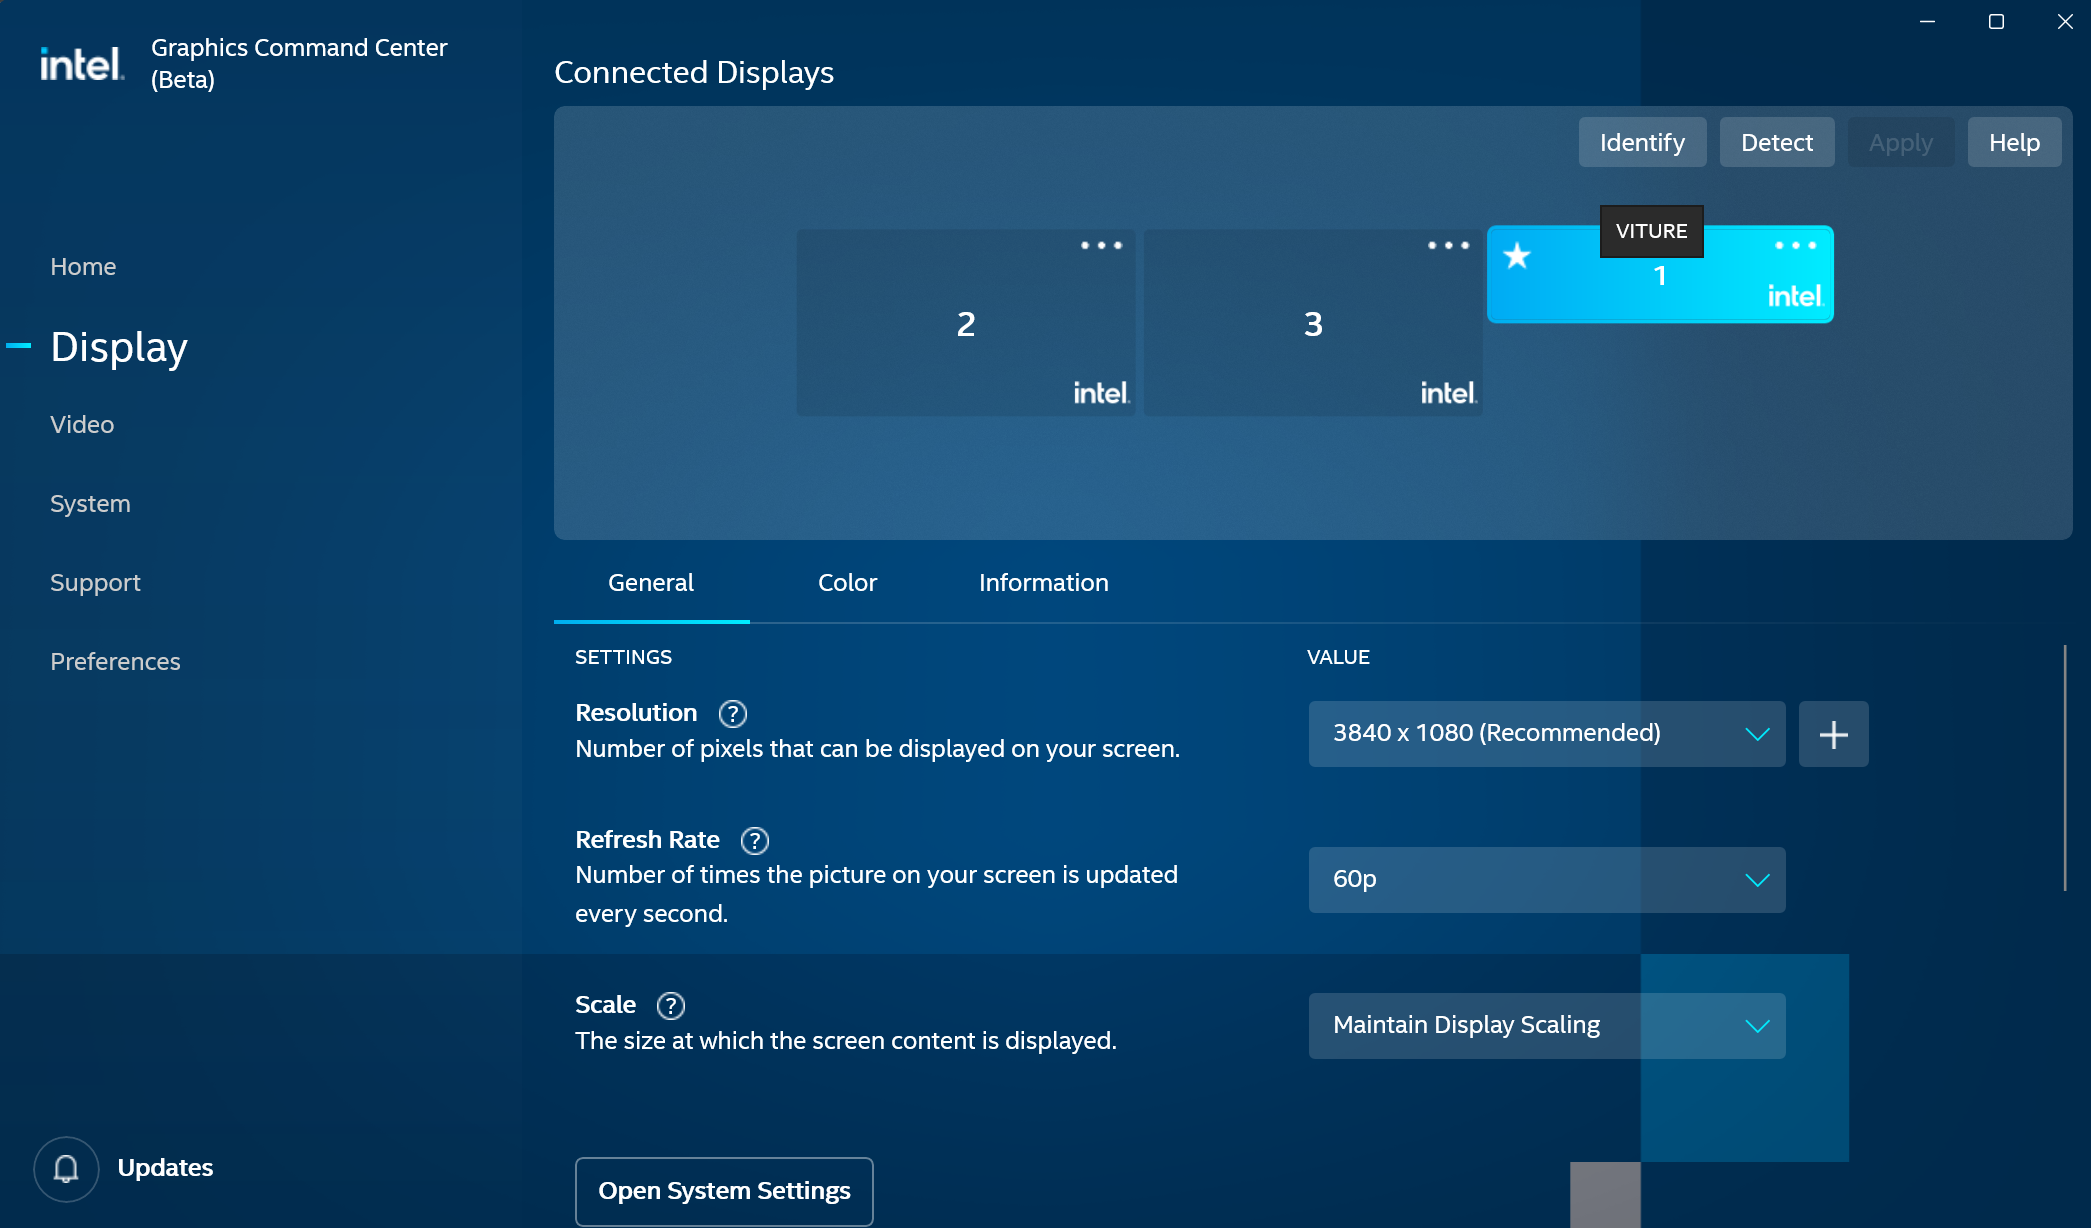 intel.
Graphics Command Center
(Beta)
Home
Display
Video
System
Support
Preferences
Updates
Connected Displays
Identify
Detect
Apply
Help
2
intel.
3
intel.
VITURE
1
intel.
General
Color
Information
SETTINGS
VALUE
Resolution ?
Number of pixels that can be displayed on your screen.
3840 x 1080 (Recommended)
Refresh Rate ?
Number of times the picture on your screen is updated
every second.
60p
Scale ?
The size at which the screen content is displayed.
Maintain Display Scaling
Open System Settings